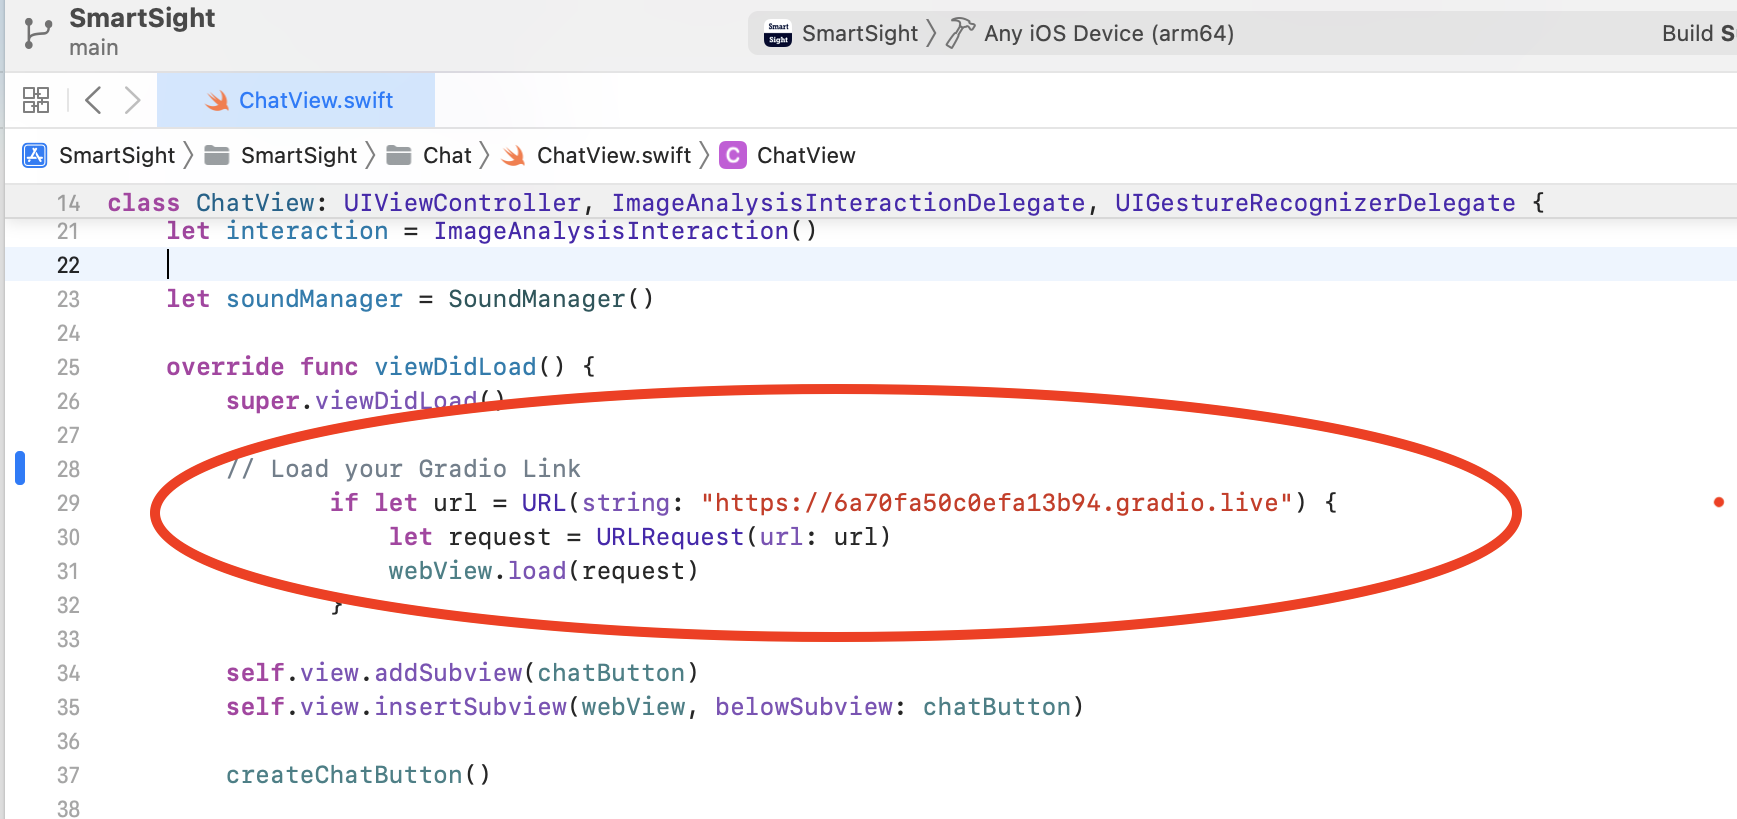 SmartSight
main
Smart
Sight
SmartSight
Any iOS Device (arm64)
Build S
ChatView.swift
SmartSight
SmartSight
Chat
ChatView.swift
C
ChatView
14 class ChatView: UIViewController, ImageAnalysisInteractionDelegate, UIGestureRecognizerDelegate {
21 let interaction = ImageAnalysisInteraction()
22
23 let soundManager = SoundManager()
24
25 override func viewDidLoad() {
26 super.viewDidLoad()
27
28 // Load your Gradio Link
29 if let url = URL(string: "https://6a70fa50c0efa13b94.gradio.live") {
30 let request = URLRequest(url: url)
31 webView.load(request)
32 }
33
34 self.view.addSubview(chatButton)
35 self.view.insertSubview(webView, belowSubview: chatButton)
36
37 createChatButton()
38